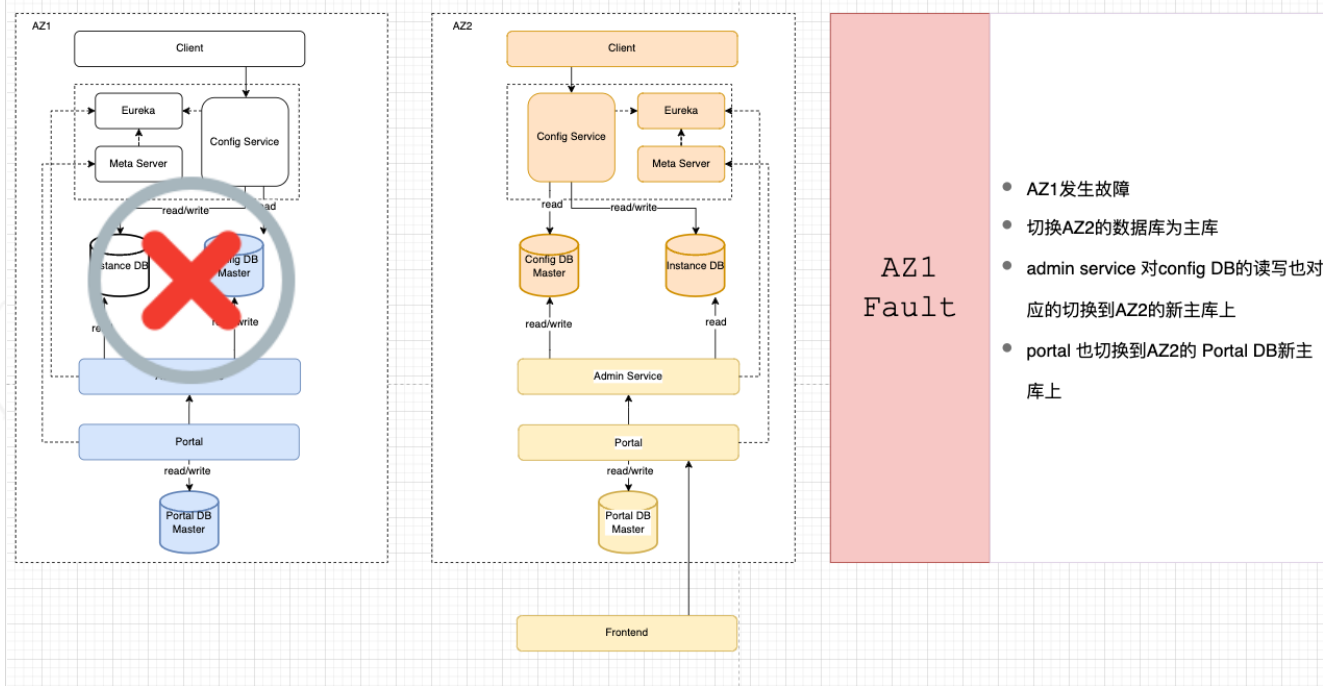 AZ1
Client
Eureka
Config Service
Meta Server
read/write
DB
DB
Master
Portal
read/write
Portal DB
Master
AZ2
Client
Config Service
Eureka
Meta Server
read
read/write
Config DB
Master
Instance DB
read/write
read
Admin Service
Portal
read/write
Portal DB
Master
Frontend
AZ1
Fault
AZ1发生故障
切换AZ2的数据库为主库
admin service 对config DB的读写也对
应的切换到AZ2的新主库上
portal 也切换到AZ2的 Portal DB新主
库上